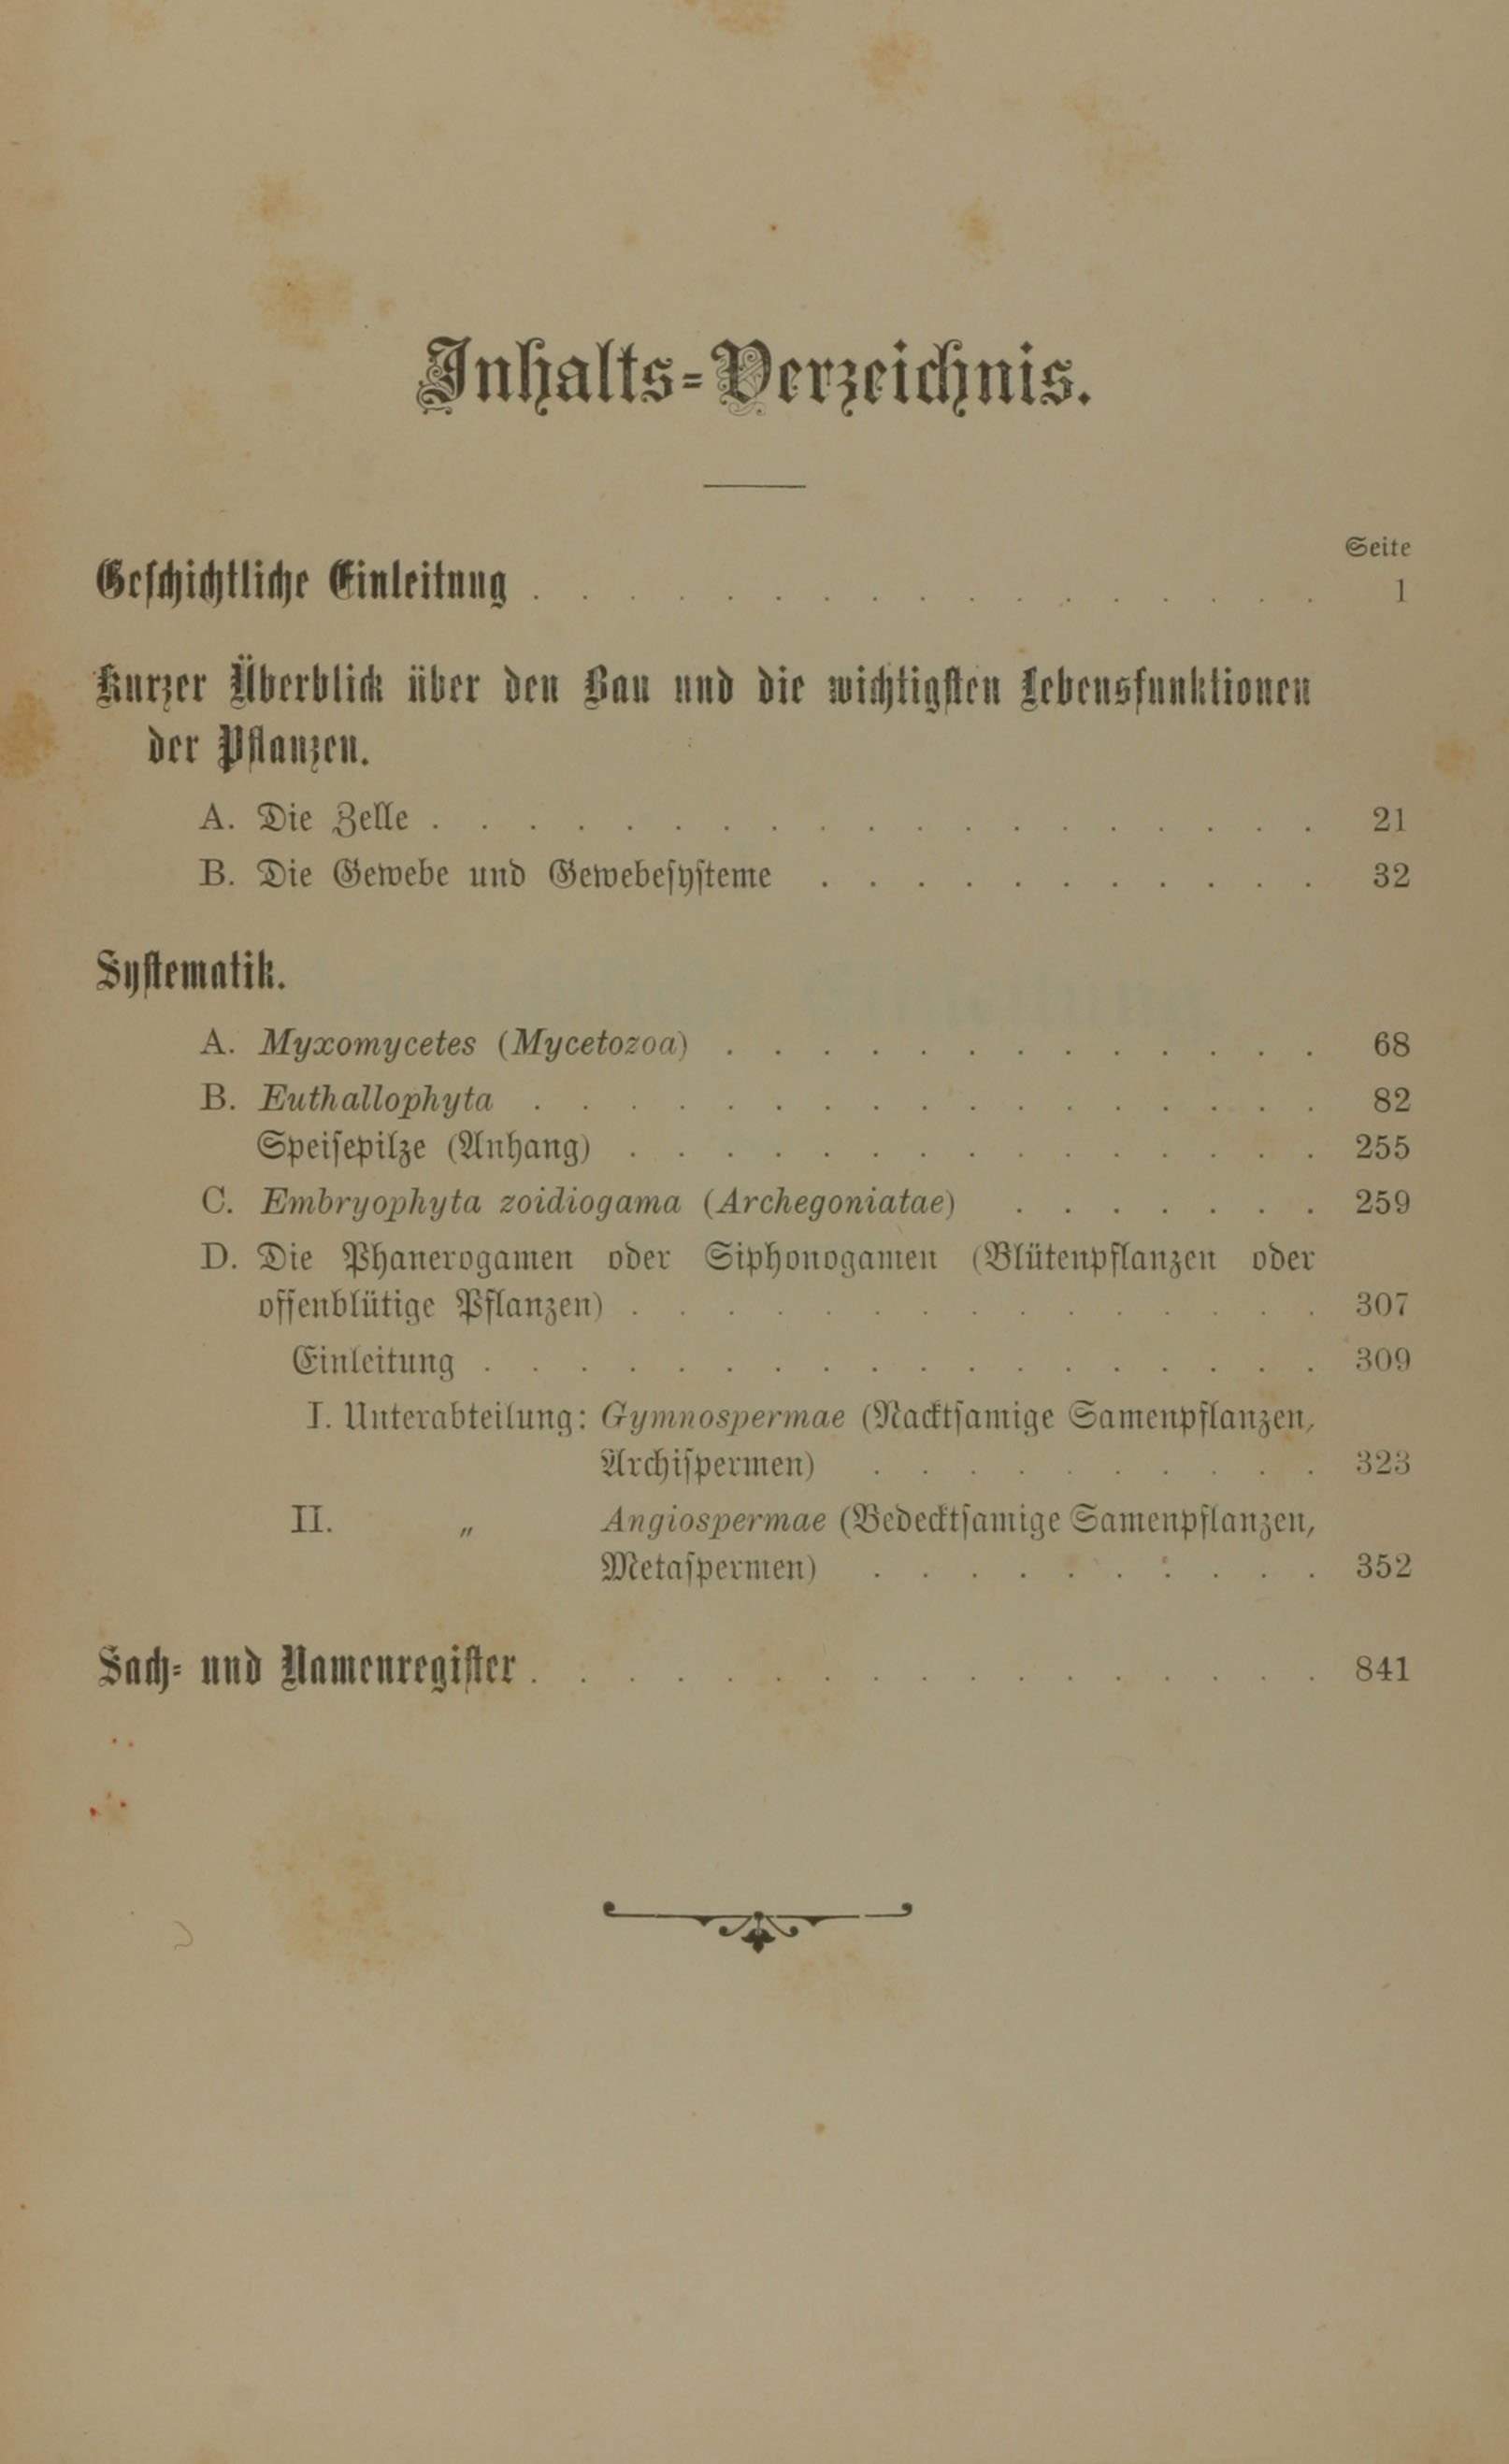 Inhalts-Verzeichnis.
Seite
Geschichtliche Einleitung . . . . . . . . . . . . . . . . . 1
Kurzer Überblick über den Bau und die wichtigsten Lebensfunktionen
der Pflanzen.
A. Die Zelle . . . . . . . . . . . . . . . . . . . 21
B. Die Gewebe und Gewebesysteme . . . . . . . . . . . 32
Systematik.
A. Myxomycetes (Mycetozoa) . . . . . . . . . . . . . 68
B. Euthallophyta . . . . . . . . . . . . . . . . . 82
Speisepilze (Anhang) . . . . . . . . . . . . . . . 255
C. Embryophyta zoidiogama (Archegoniatae) . . . . . . . 259
D. Die Phanerogamen oder Siphonogamen (Blütenpflanzen oder
offenblütige Pflanzen) . . . . . . . . . . . . . . . 307
Einleitung . . . . . . . . . . . . . . . . . . 309
I. Unterabteilung: Gymnospermae (Nacktsamige Samenpflanzen,
Archispermen) . . . . . . . . . . 323
II. „ Angiospermae (Bedecktsamige Samenpflanzen,
Metaspermen) . . . . . . . . . . 352
Sach- und Namenregister . . . . . . . . . . . . . . . . . 841